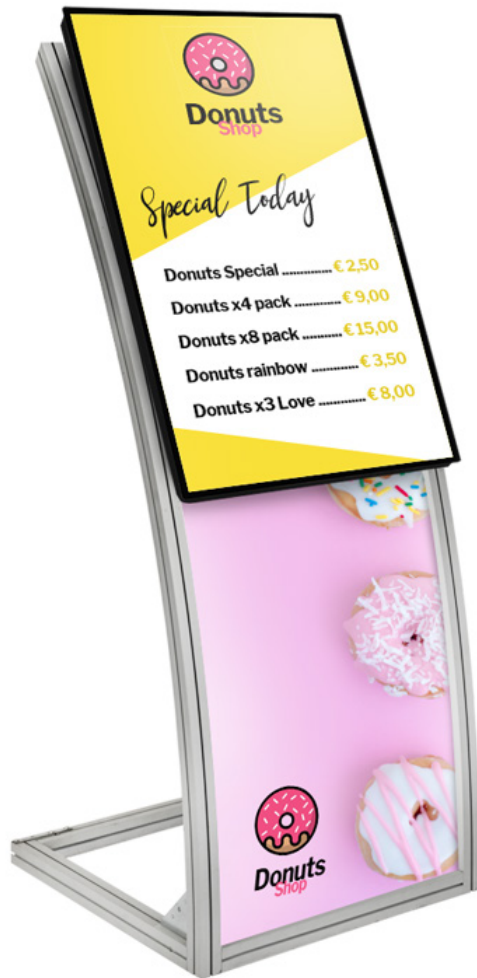 Donuts
Shop
Special Today
Donuts Special ............... € 2,50
Donuts x4 pack ............. € 9,00
Donuts x8 pack ........... € 15,00
Donuts rainbow .............. € 3,50
Donuts x3 Love ............. € 8,00
Donuts
Shop